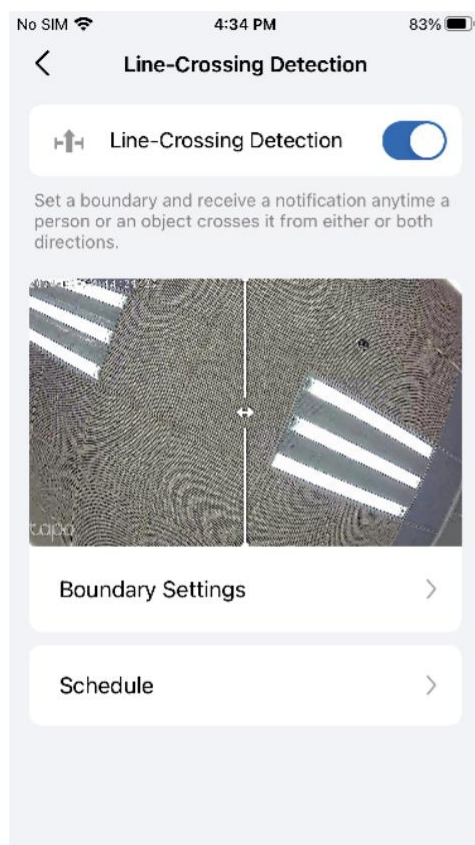 No SIM 4:34 PM 83%
Line-Crossing Detection
Line-Crossing Detection
Set a boundary and receive a notification anytime a
person or an object crosses it from either or both
directions.
tapo
Boundary Settings
Schedule